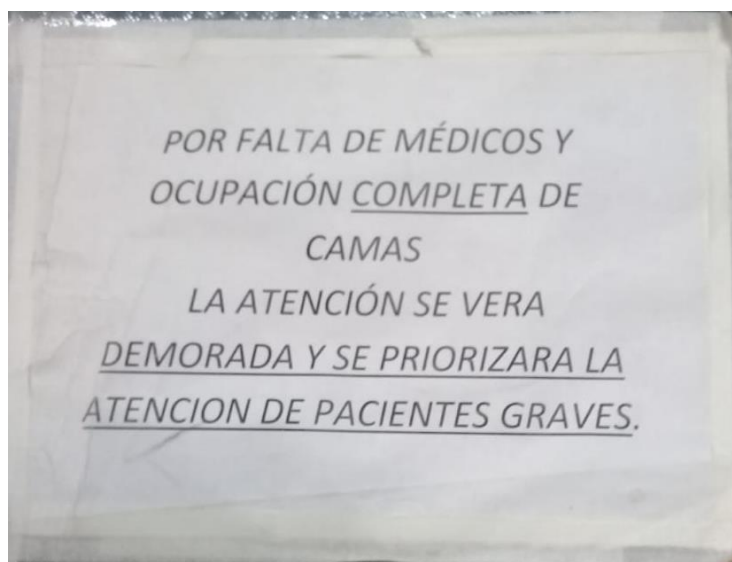 POR FALTA DE MÉDICOS Y
OCUPACIÓN COMPLETA DE
CAMAS
LA ATENCIÓN SE VERA
DEMORADA Y SE PRIORIZARA LA
ATENCION DE PACIENTES GRAVES.